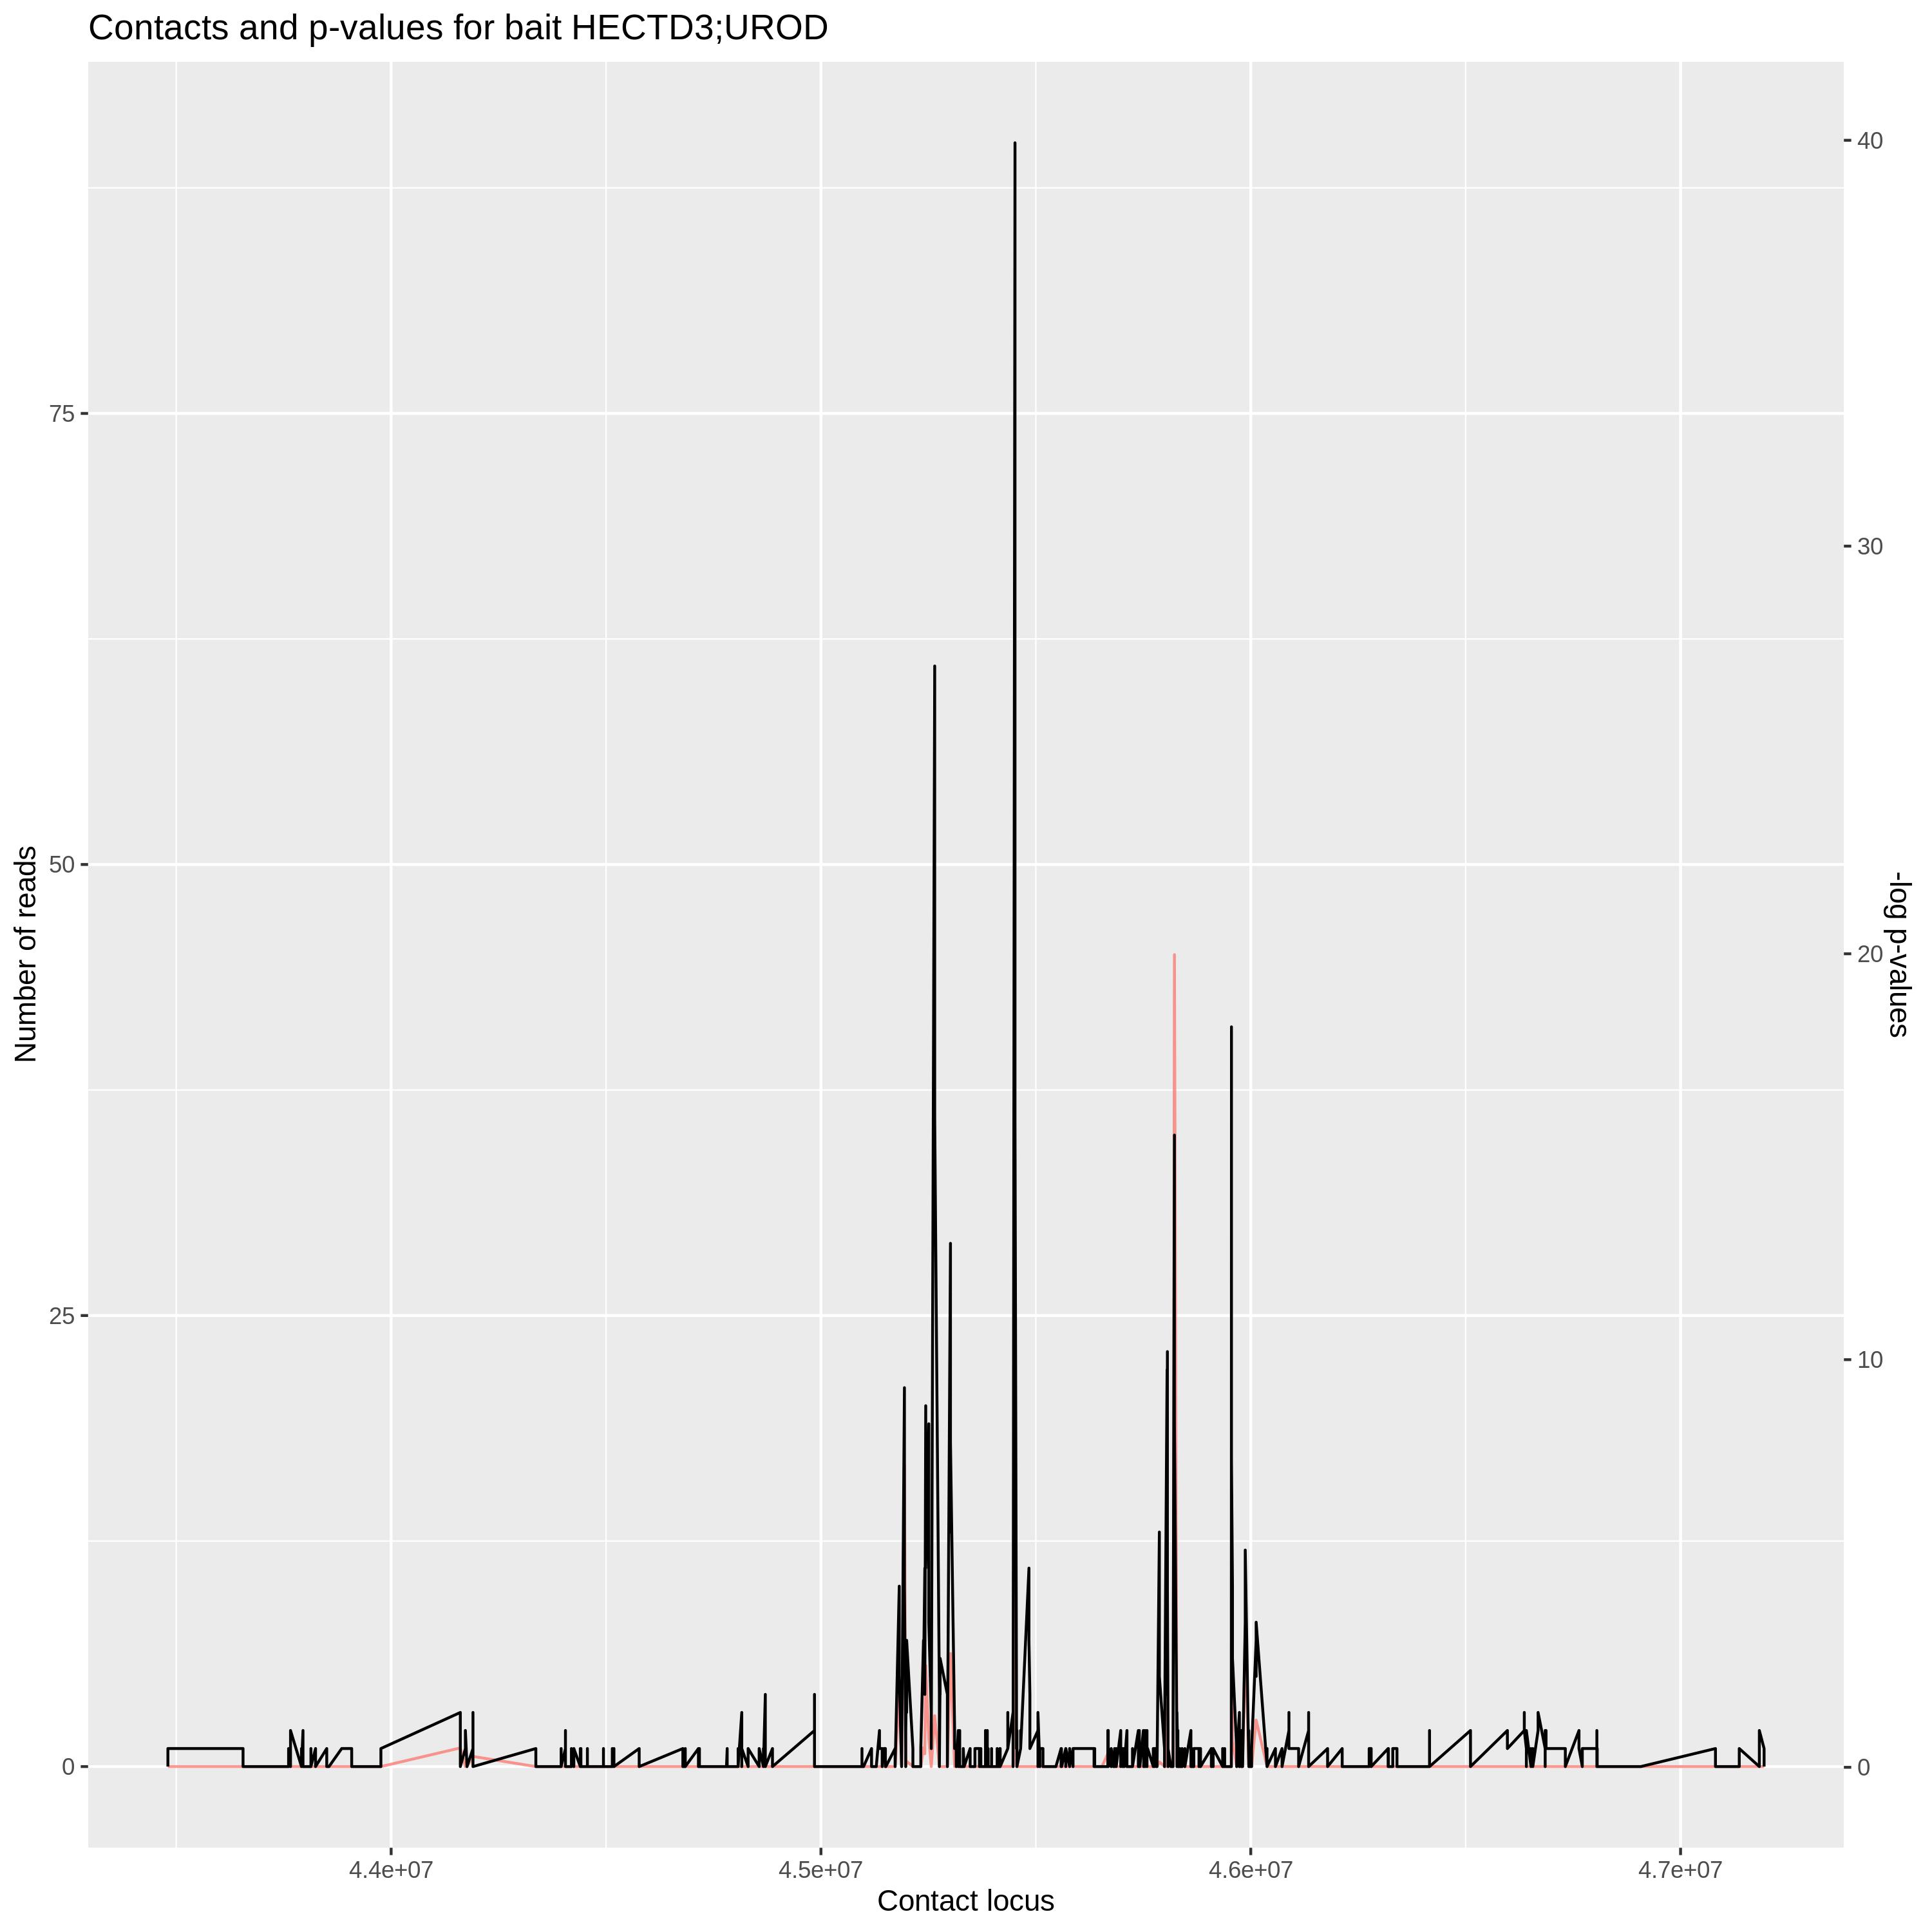 Contacts and p-values for bait HECTD3;UROD
40
75
30
50
20
25
10
0
0
Number of reads
-log p-values
4.4e+07
4.5e+07
4.6e+07
4.7e+07
Contact locus